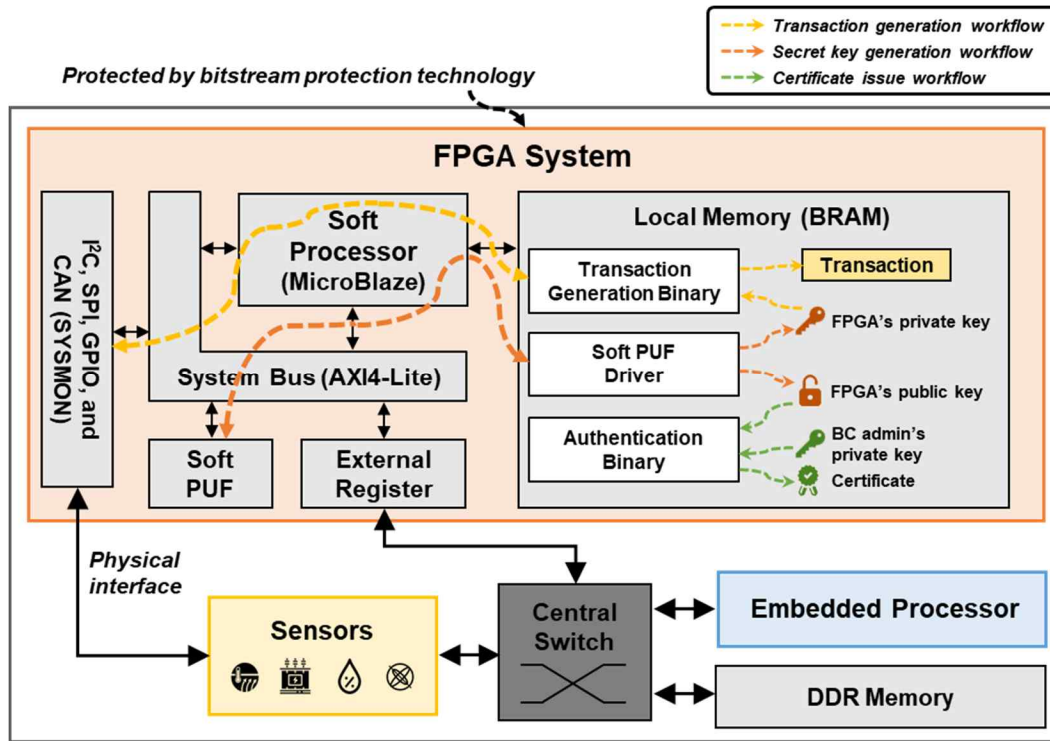 Transaction generation workflow
Secret key generation workflow
Certificate issue workflow
Protected by bitstream protection technology
FPGA System
I²C, SPI, GPIO, and
CAN (SYSMON)
Soft
Processor
(MicroBlaze)
System Bus (AXI4-Lite)
Soft
PUF
External
Register
Local Memory (BRAM)
Transaction
Generation Binary
Transaction
FPGA's private key
Soft PUF
Driver
FPGA's public key
Authentication
Binary
BC admin's
private key
Certificate
Physical
interface
Sensors
Central
Switch
Embedded Processor
DDR Memory